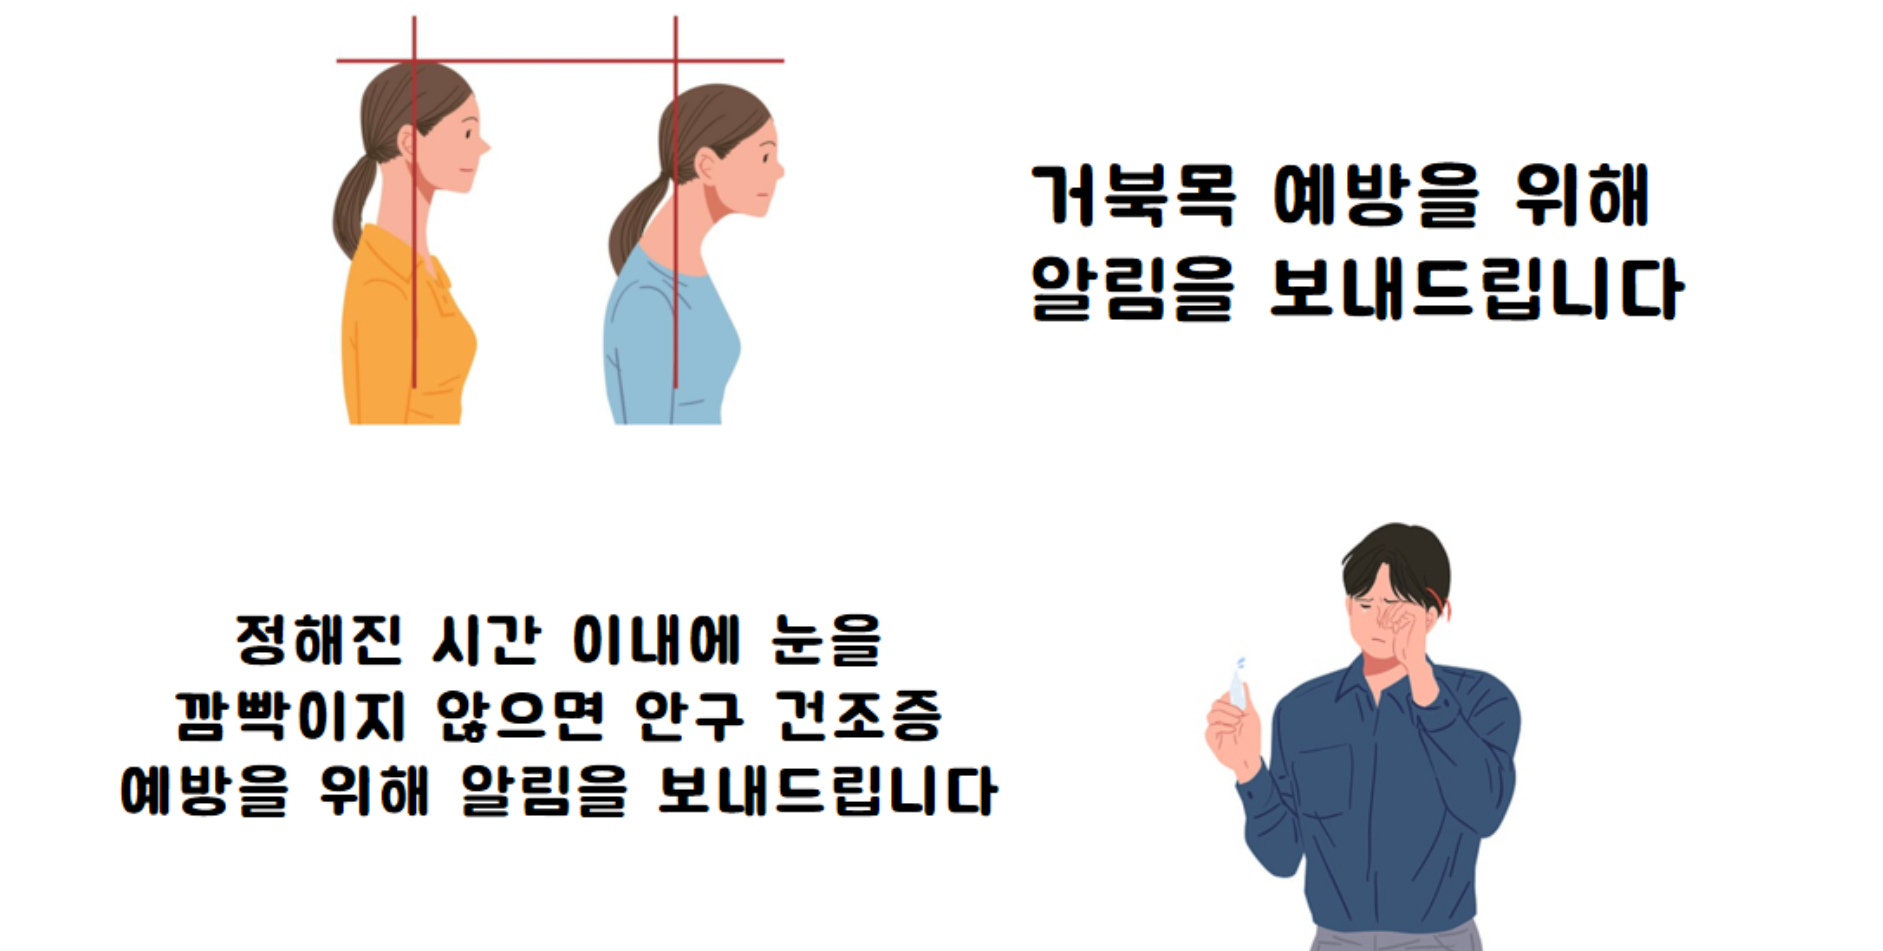 거북목 예방을 위해
알림을 보내드립니다
정해진 시간 이내에 눈을
깜빡이지 않으면 안구 건조증
예방을 위해 알림을 보내드립니다